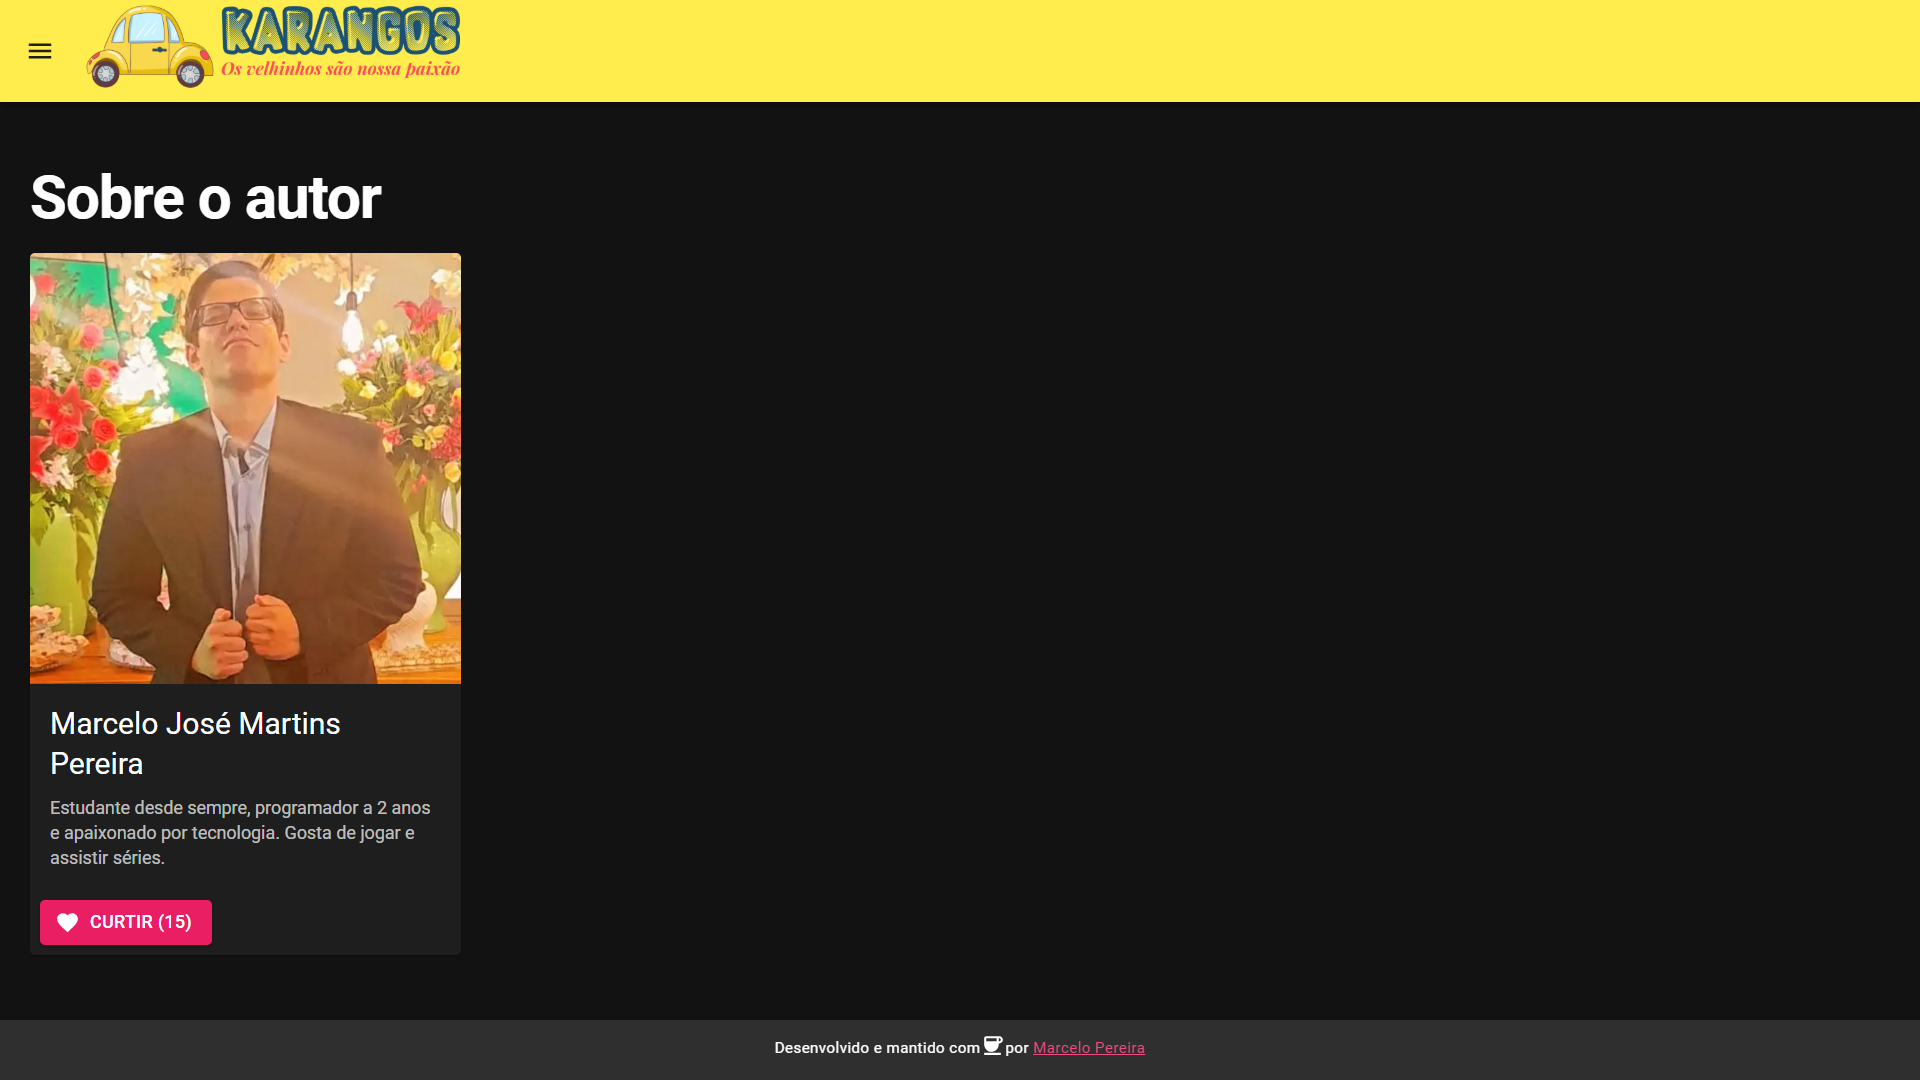 KARANGOS
Os velhinhos são nossa paixão
Sobre o autor
Marcelo José Martins
Pereira
Estudante desde sempre, programador a 2 anos
e apaixonado por tecnologia. Gosta de jogar e
assistir séries.
CURTIR (15)
Desenvolvido e mantido com por Marcelo Pereira